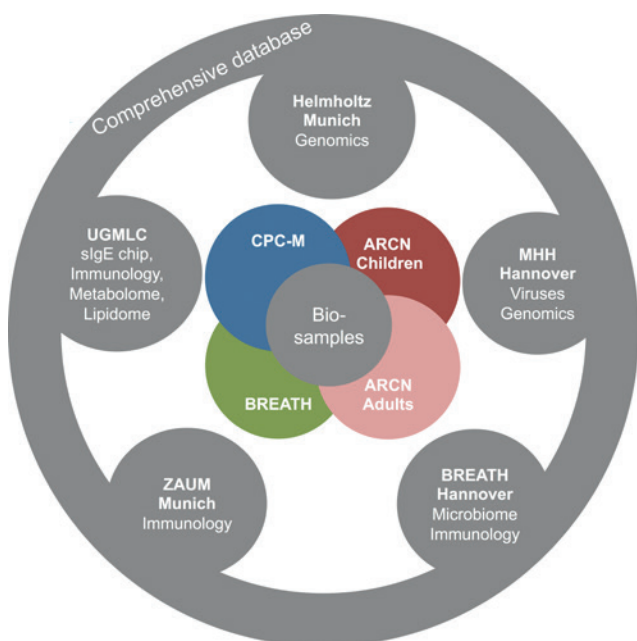 Comprehensive database
Helmholtz
Munich
Genomics
UGMLC
sIgE chip,
Immunology,
Metabolome,
Lipidome
CPC-M
ARCN
Children
MHH
Hannover
Viruses
Genomics
Bio-
samples
BREATH
ARCN
Adults
ZAUM
Munich
Immunology
BREATH
Hannover
Microbiome
Immunology